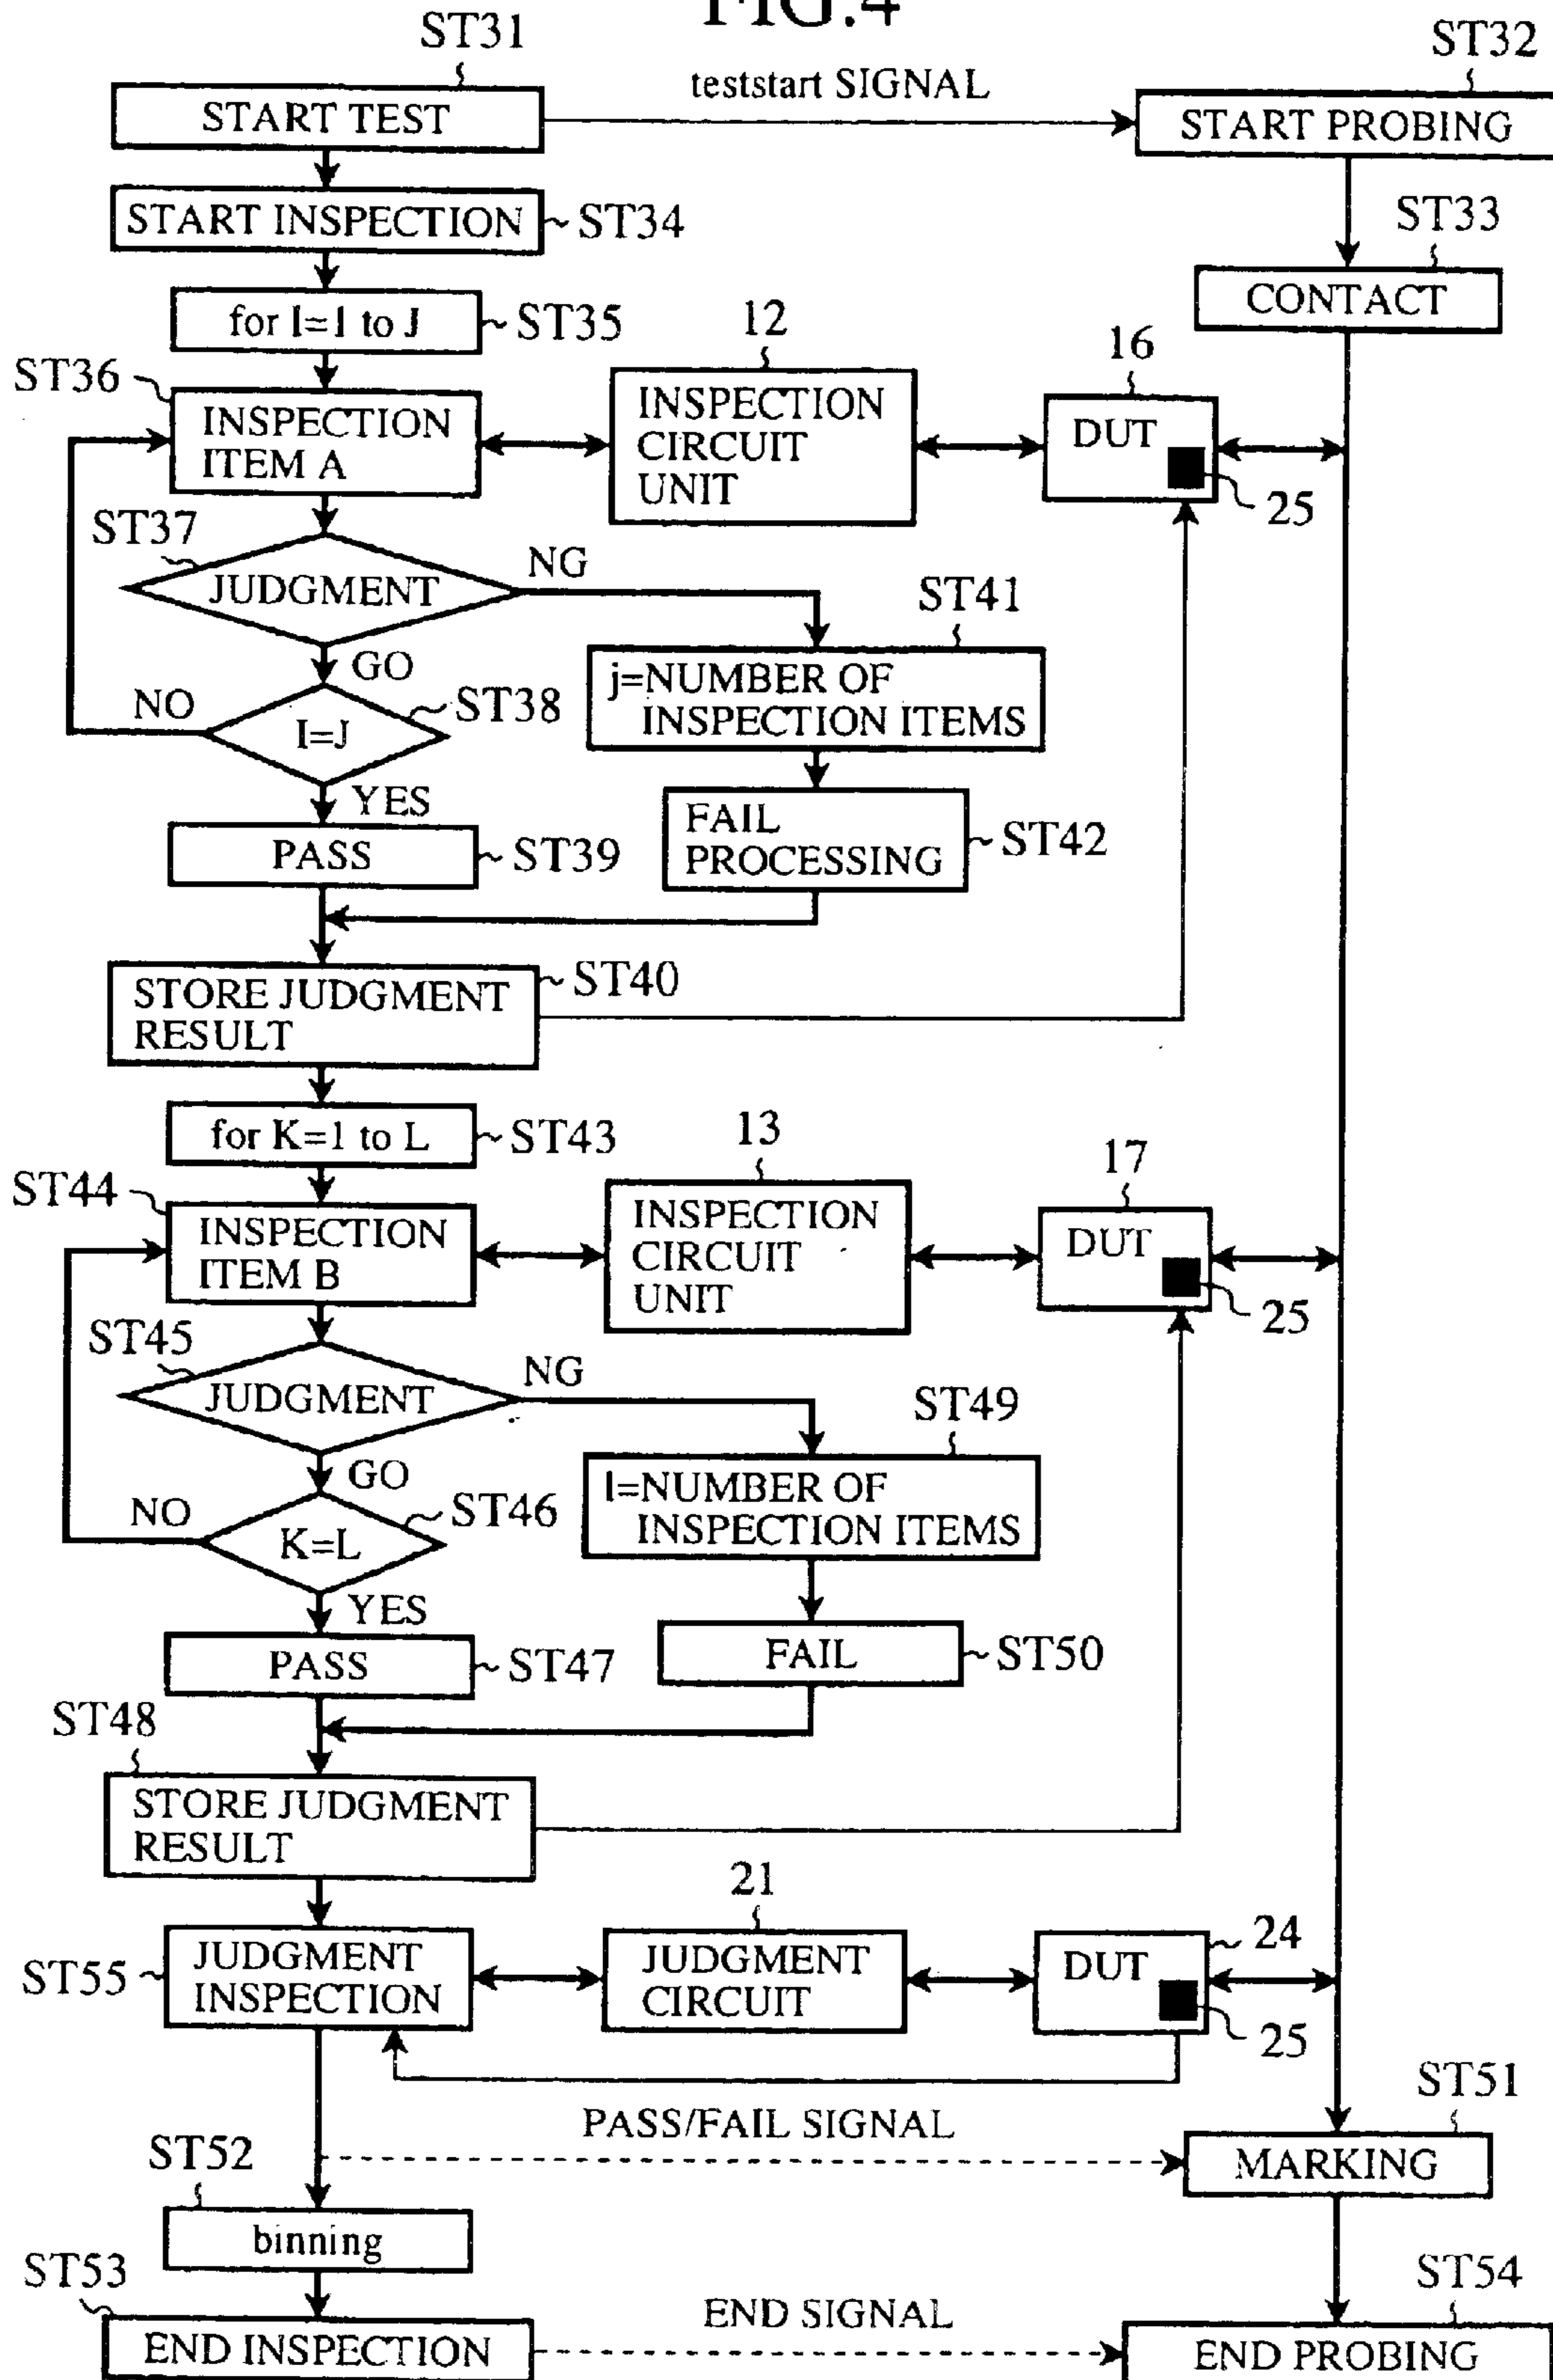 FIG.4
ST31
ST32
teststart SIGNAL
START TEST
START PROBING
START INSPECTION
ST34
ST33
CONTACT
for I=1 to J
ST35
12
16
ST36
INSPECTION
ITEM A
INSPECTION
CIRCUIT
UNIT
DUT
25
ST37
JUDGMENT
NG
ST41
GO
j=NUMBER OF
INSPECTION ITEMS
NO
I=J
ST38
YES
FAIL
PROCESSING
ST42
PASS
ST39
STORE JUDGMENT
RESULT
ST40
for K=1 to L
ST43
13
17
ST44
INSPECTION
ITEM B
INSPECTION
CIRCUIT
UNIT
DUT
25
ST45
JUDGMENT
NG
ST49
GO
l=NUMBER OF
INSPECTION ITEMS
NO
K=L
ST46
YES
FAIL
ST50
PASS
ST47
ST48
STORE JUDGMENT
RESULT
21
24
ST55
JUDGMENT
INSPECTION
JUDGMENT
CIRCUIT
DUT
25
ST51
PASS/FAIL SIGNAL
MARKING
ST52
binning
ST53
ST54
END SIGNAL
END INSPECTION
END PROBING